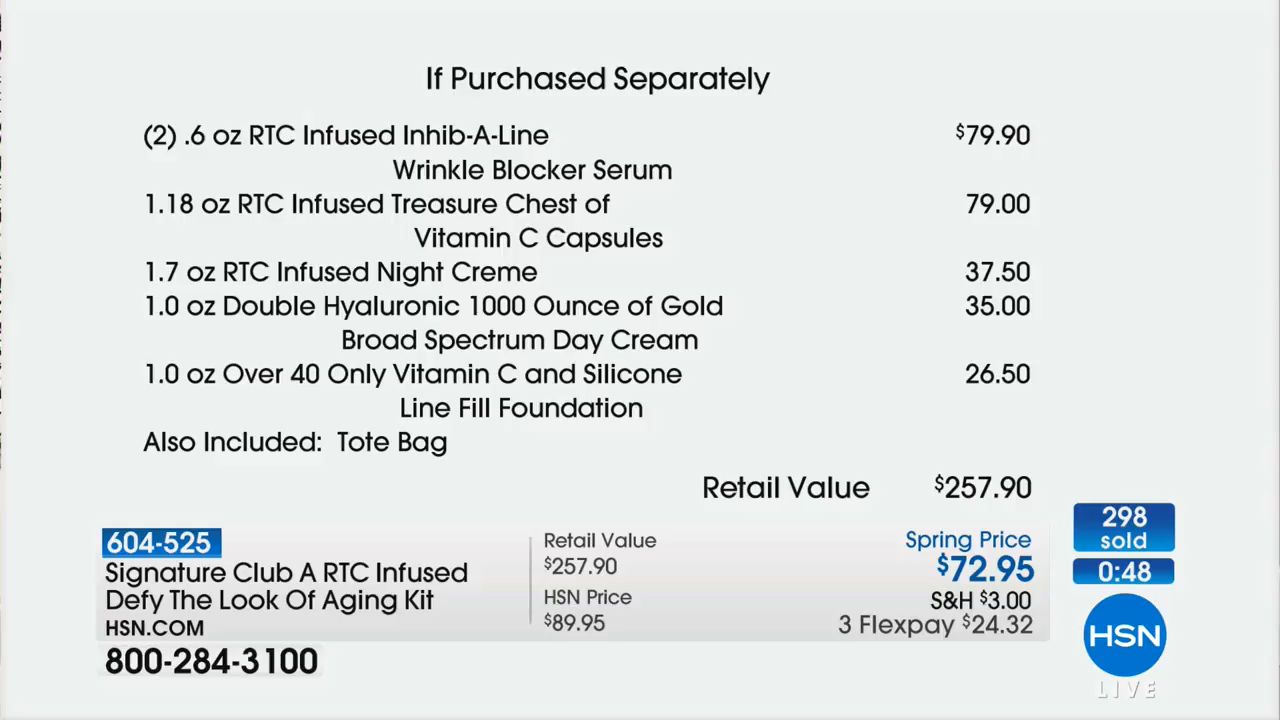 If Purchased Separately
(2) .6 oz RTC Infused Inhib-A-Line $79.90
Wrinkle Blocker Serum
1.18 oz RTC Infused Treasure Chest of 79.00
Vitamin C Capsules
1.7 oz RTC Infused Night Creme 37.50
1.0 oz Double Hyaluronic 1000 Ounce of Gold 35.00
Broad Spectrum Day Cream
1.0 oz Over 40 Only Vitamin C and Silicone 26.50
Line Fill Foundation
Also Included: Tote Bag
Retail Value $257.90
604-525
Signature Club A RTC Infused
Defy The Look Of Aging Kit
HSN.COM
800-284-3100
Retail Value
$257.90
HSN Price
$89.95
Spring Price
$72.95
S&H $3.00
3 Flexpay $24.32
298
sold
0:48
HSN
LIVE